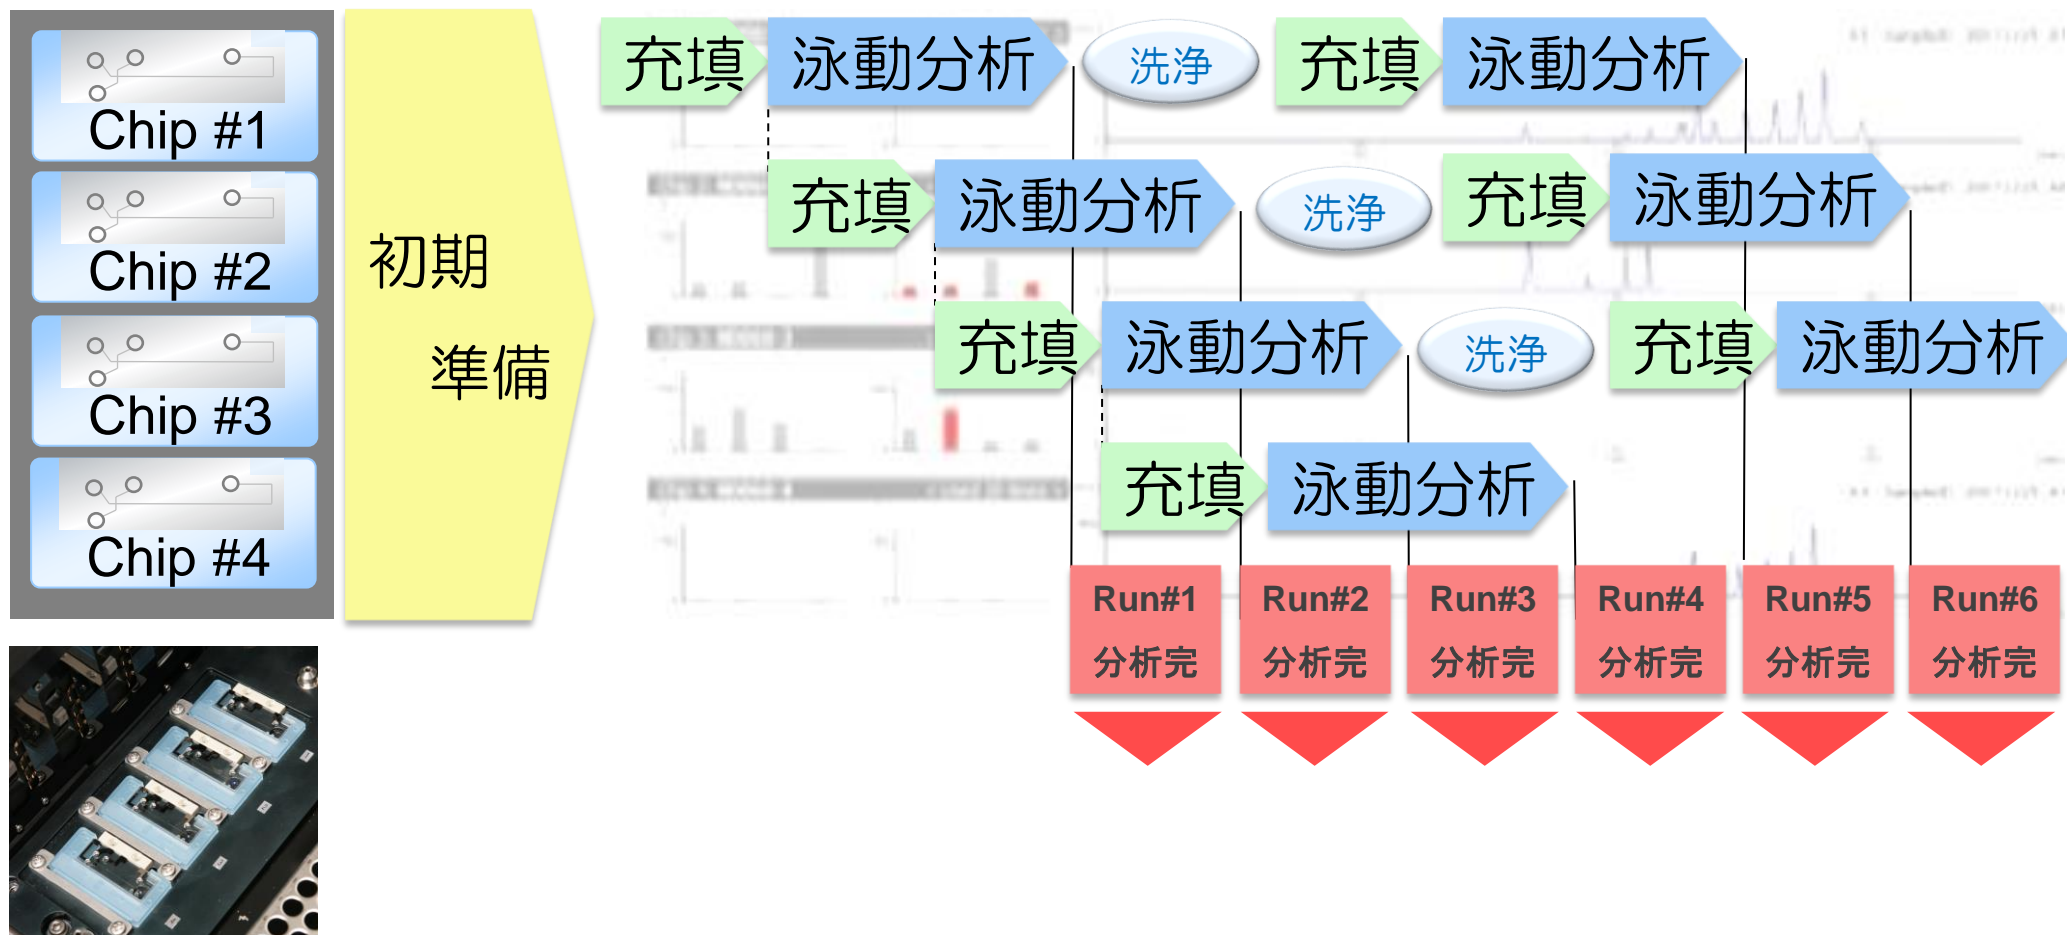 Chip #1
Chip #2
Chip #3
Chip #4
初期
準備
充填 泳動分析 洗浄 充填 泳動分析
充填 泳動分析 洗浄 充填 泳動分析
充填 泳動分析 洗浄 充填 泳動分析
充填 泳動分析
Run#1 Run#2 Run#3 Run#4 Run#5 Run#6
分析完 分析完 分析完 分析完 分析完 分析完